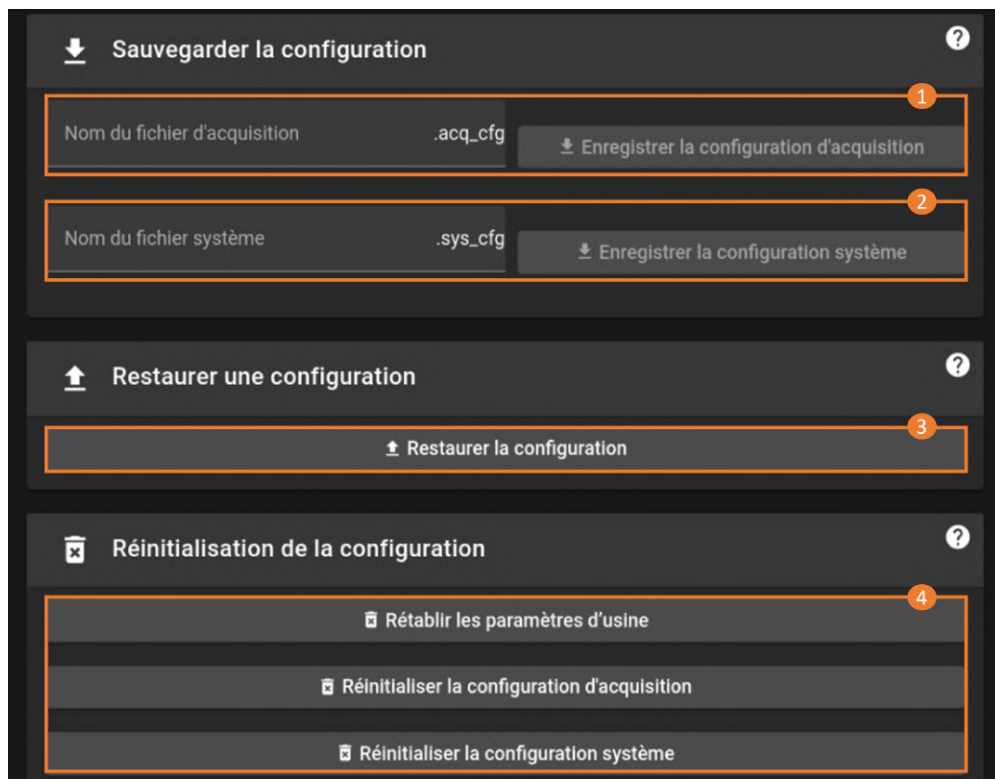 Sauvegarder la configuration
?
1
Nom du fichier d'acquisition .acq_cfg Enregistrer la configuration d'acquisition
2
Nom du fichier système .sys_cfg Enregistrer la configuration système
Restaurer une configuration
?
3
Restaurer la configuration
Réinitialisation de la configuration
?
4
Rétablir les paramètres d’usine
Réinitialiser la configuration d'acquisition
Réinitialiser la configuration système